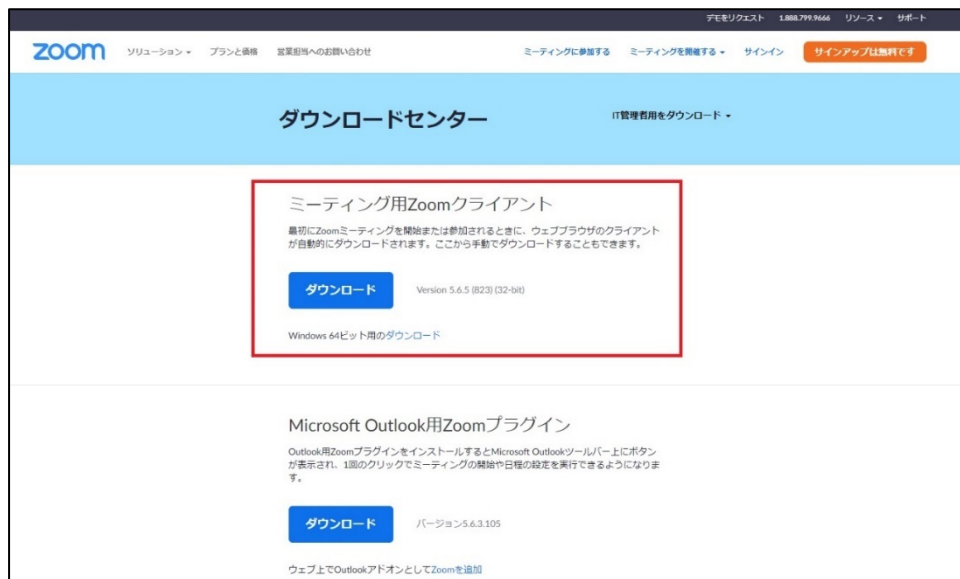 デモをリクエスト 1.888.799.9666 リソース サポート
zoom ソリューション プランと価格 営業担当へのお問い合わせ ミーティングに参加する ミーティングを開催する サインイン サインアップは無料です
ダウンロードセンター IT管理者用をダウンロード
ミーティング用Zoomクライアント
最初にZoomミーティングを開始または参加されるときに、ウェブブラウザのクライアント
が自動的にダウンロードされます。ここから手動でダウンロードすることもできます。
ダウンロード Version 5.6.5 (823) (32-bit)
Windows 64ビット用のダウンロード
Microsoft Outlook用Zoomプラグイン
Outlook用ZoomプラグインをインストールするとMicrosoft Outlookツールバー上にボタン
が表示され、1回のクリックでミーティングの開始や日程の設定を実行できるようになりま
す。
ダウンロード バージョン5.6.3.105
ウェブ上でOutlookアドオンとしてZoomを追加